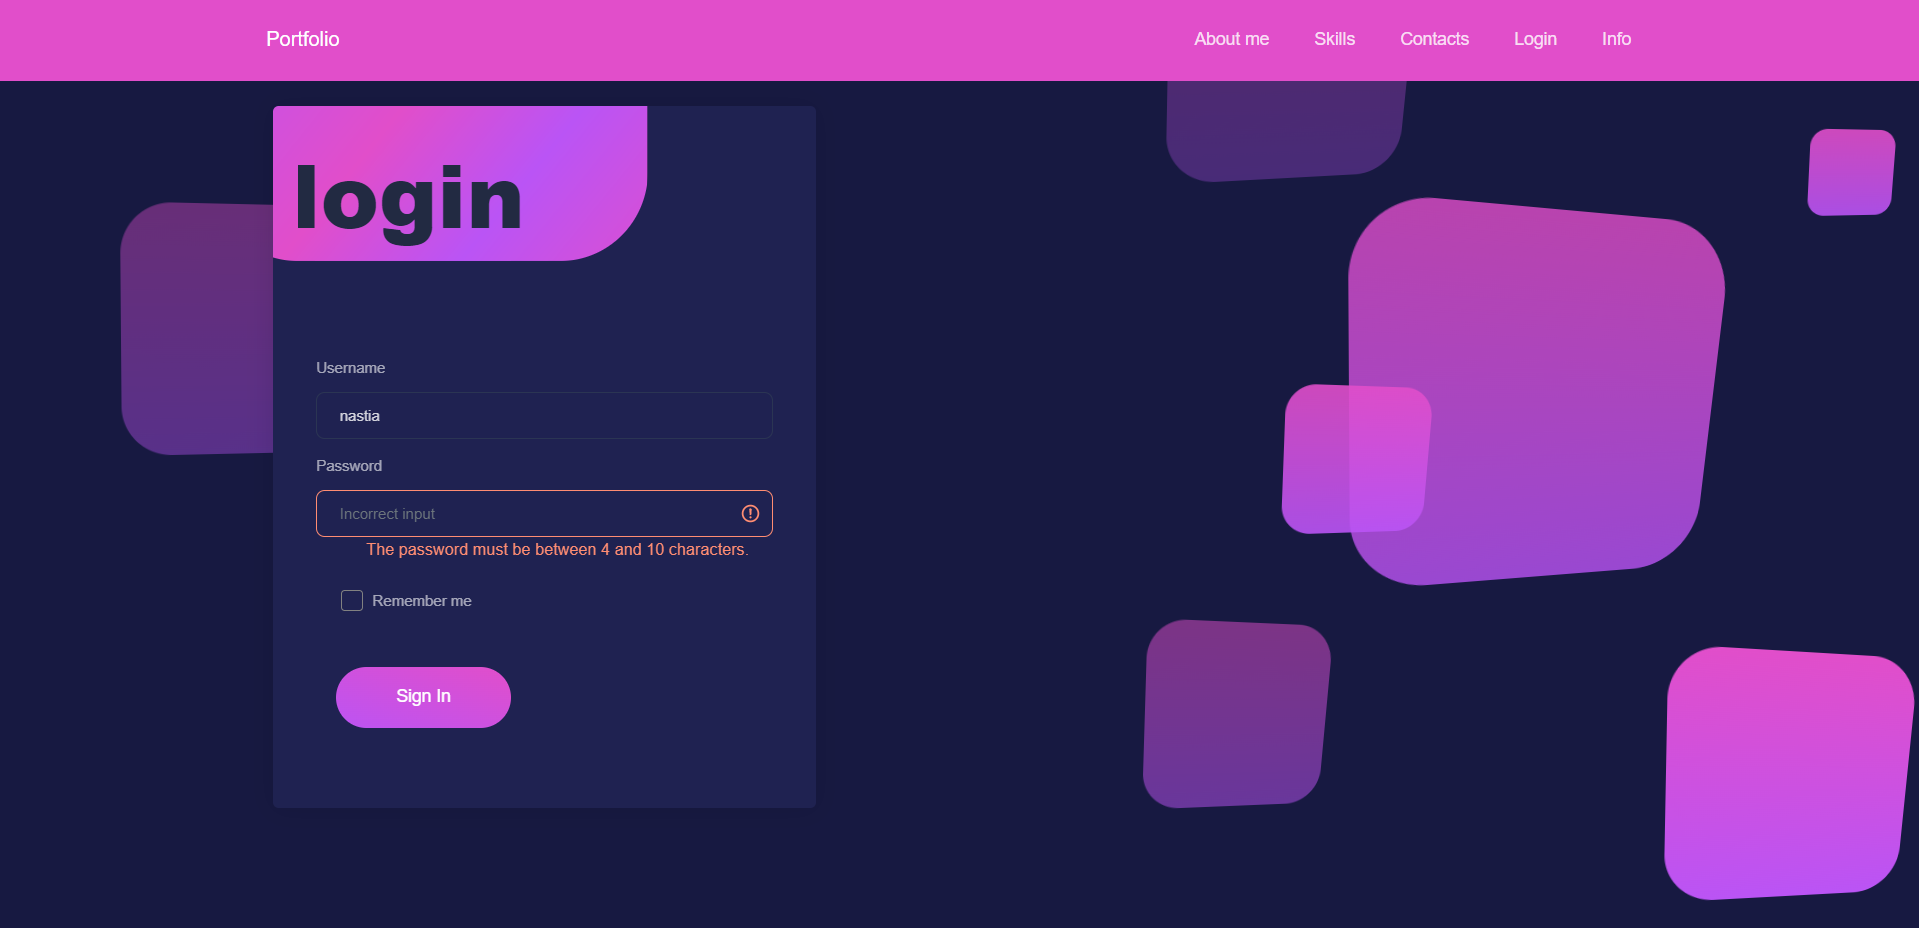 Portfolio About me Skills Contacts Login Info
login
Username
nastia
Password
Incorrect input
The password must be between 4 and 10 characters.
Remember me
Sign In